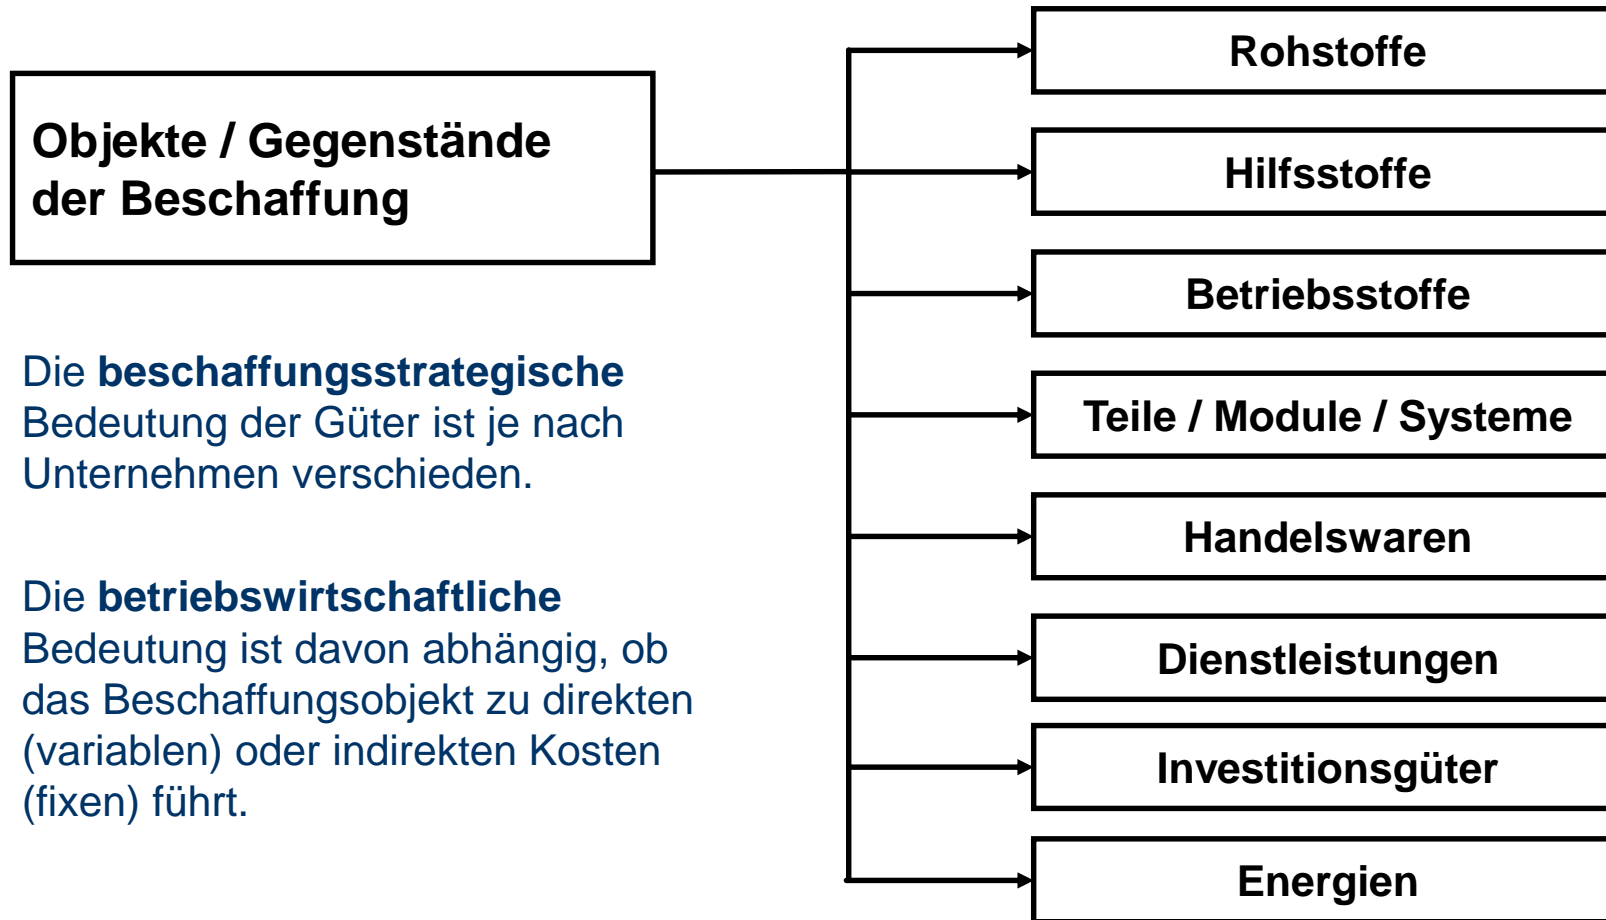 Objekte / Gegenstände
der Beschaffung
Die beschaffungsstrategische
Bedeutung der Güter ist je nach
Unternehmen verschieden.
Die betriebswirtschaftliche
Bedeutung ist davon abhängig, ob
das Beschaffungsobjekt zu direkten
(variablen) oder indirekten Kosten
(fixen) führt.
Rohstoffe
Hilfsstoffe
Betriebsstoffe
Teile / Module / Systeme
Handelswaren
Dienstleistungen
Investitionsgüter
Energien